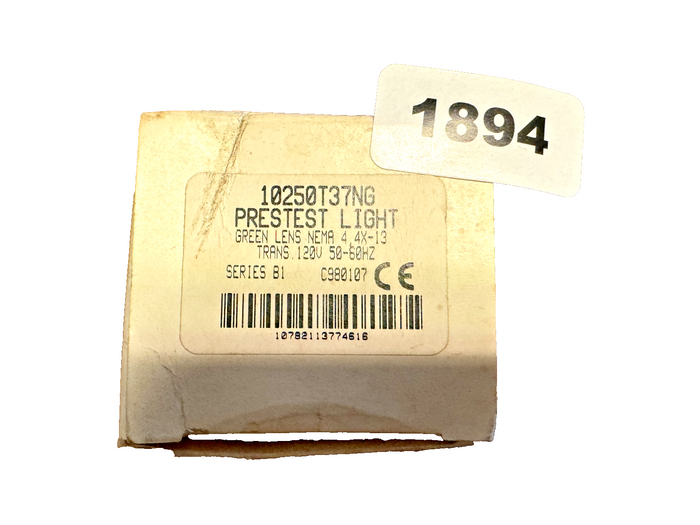 1894
10250T37NG
PRESTEST LIGHT
GREEN LENS NEMA 4,4X-13
TRANS. 120V 50-60HZ
SERIES B1 C980107 CE
10782113774616